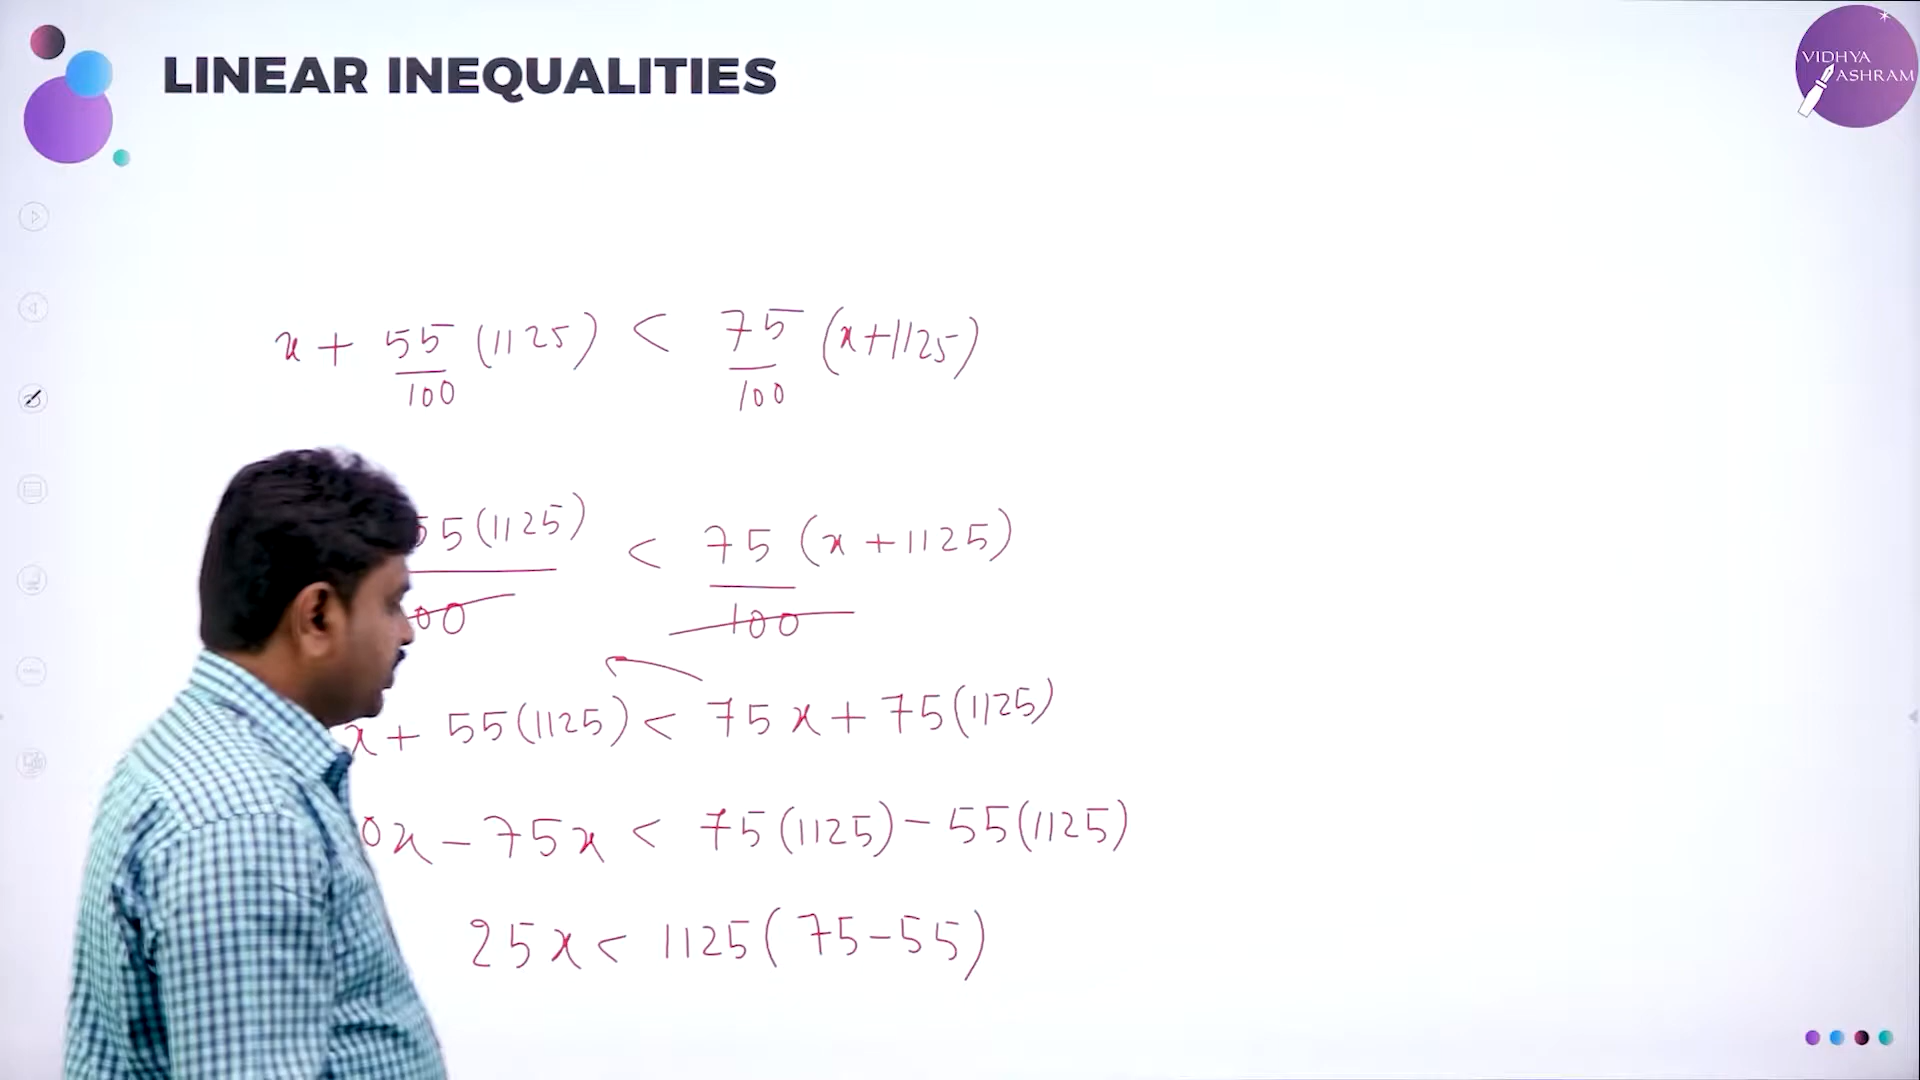 LINEAR INEQUALITIES
VIDHYA
ASHRAM
x + 55/100 (1125) < 75/100 (x+1125)
55(1125)/00 < 75/100 (x+1125)
x + 55(1125) < 75x + 75(1125)
0x - 75x < 75(1125) - 55(1125)
25x < 1125(75-55)